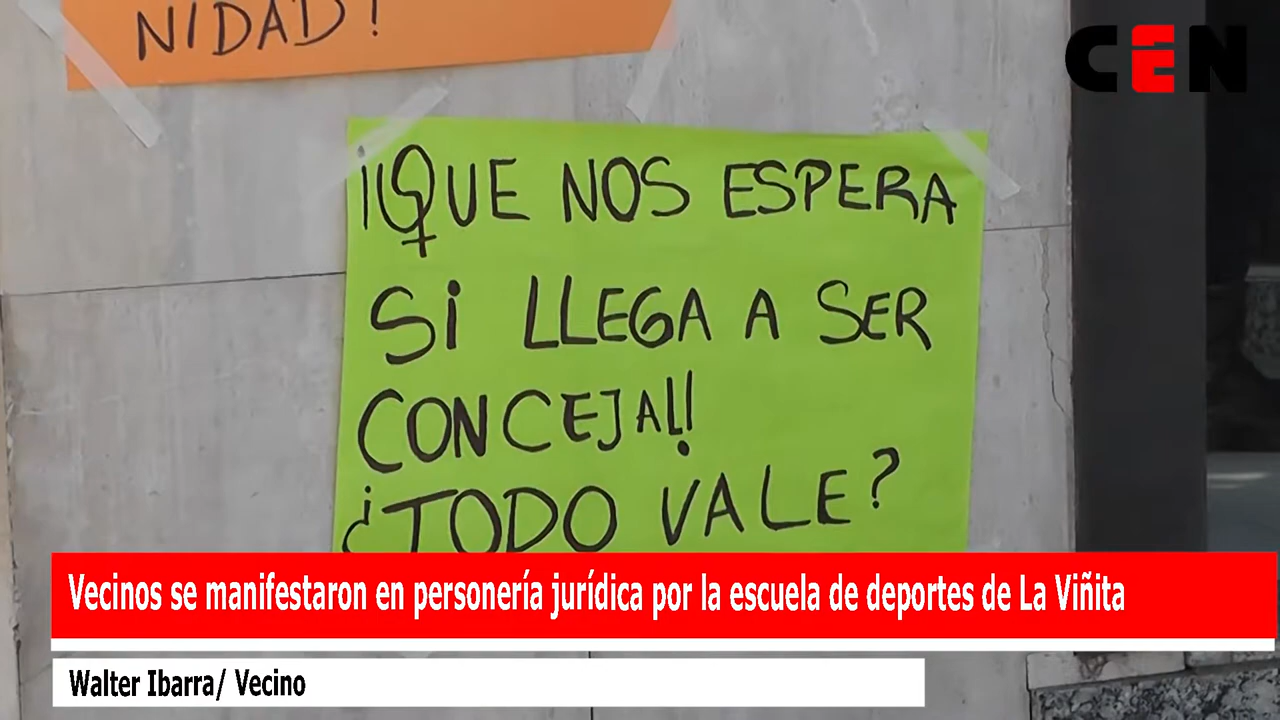 NIDAD!
CEN
¡¡QUE NOS ESPERA
SI LLEGA A SER
CONCEJAL!!
¿TODO VALE?
Vecinos se manifestaron en personería jurídica por la escuela de deportes de La Viñita
Walter Ibarra/ Vecino